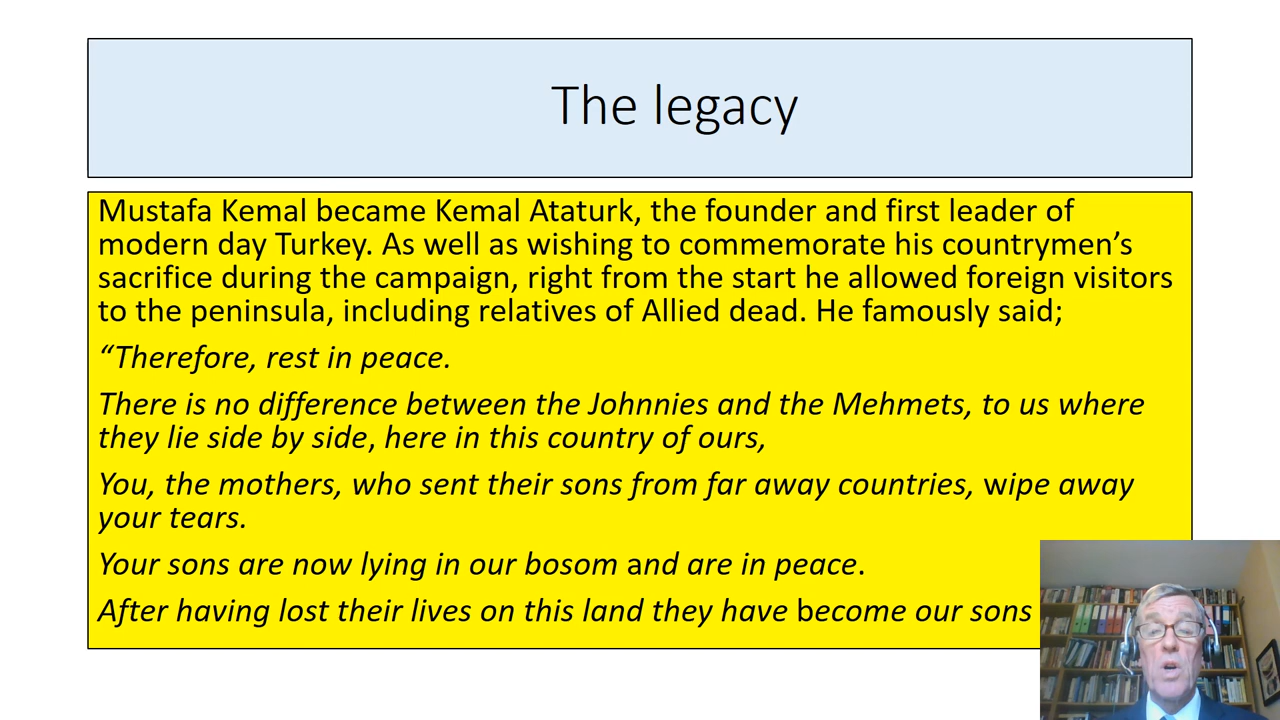 The legacy
Mustafa Kemal became Kemal Ataturk, the founder and first leader of
modern day Turkey. As well as wishing to commemorate his countrymen’s
sacrifice during the campaign, right from the start he allowed foreign visitors
to the peninsula, including relatives of Allied dead. He famously said;
“Therefore, rest in peace.
There is no difference between the Johnnies and the Mehmets, to us where
they lie side by side, here in this country of ours,
You, the mothers, who sent their sons from far away countries, wipe away
your tears.
Your sons are now lying in our bosom and are in peace.
After having lost their lives on this land they have become our sons